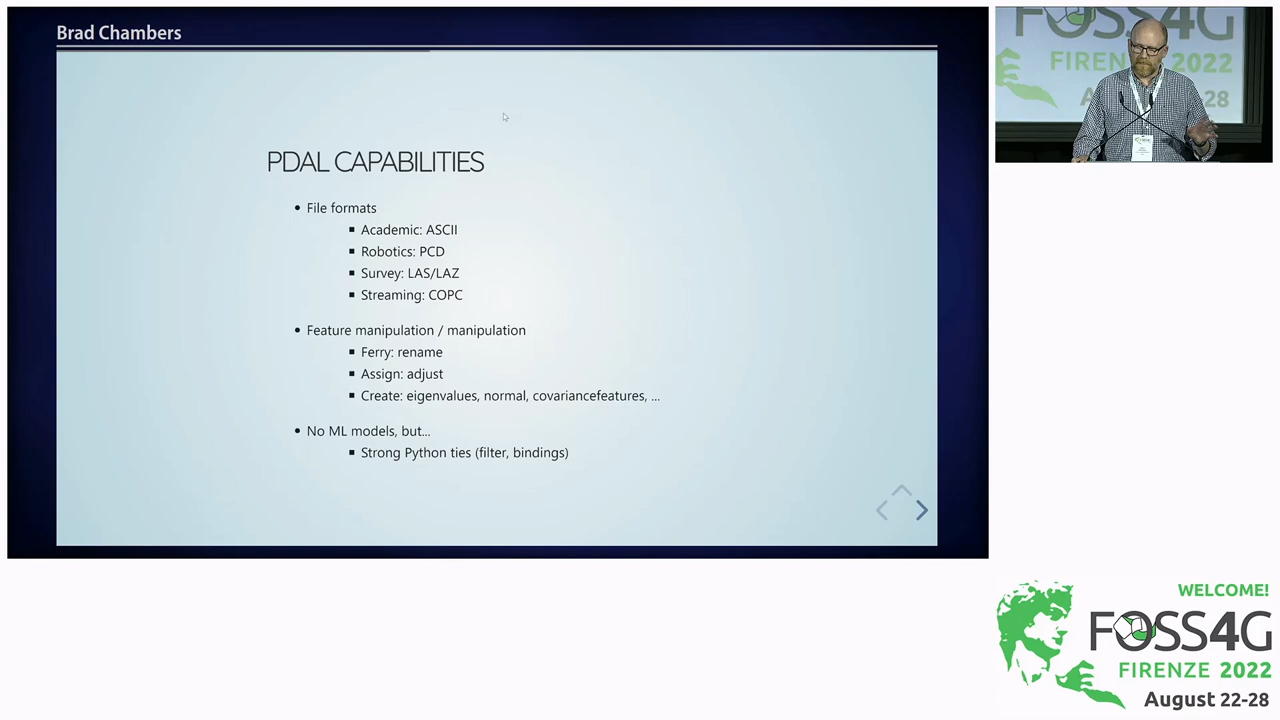 Brad Chambers
PDAL CAPABILITIES
• File formats
▪ Academic: ASCII
▪ Robotics: PCD
▪ Survey: LAS/LAZ
▪ Streaming: COPC
• Feature manipulation / manipulation
▪ Ferry: rename
▪ Assign: adjust
▪ Create: eigenvalues, normal, covariancefeatures, ...
• No ML models, but...
▪ Strong Python ties (filter, bindings)
FOSS4G
FIRENZE 2022
28
WELCOME!
FOSS4G
FIRENZE 2022
August 22-28